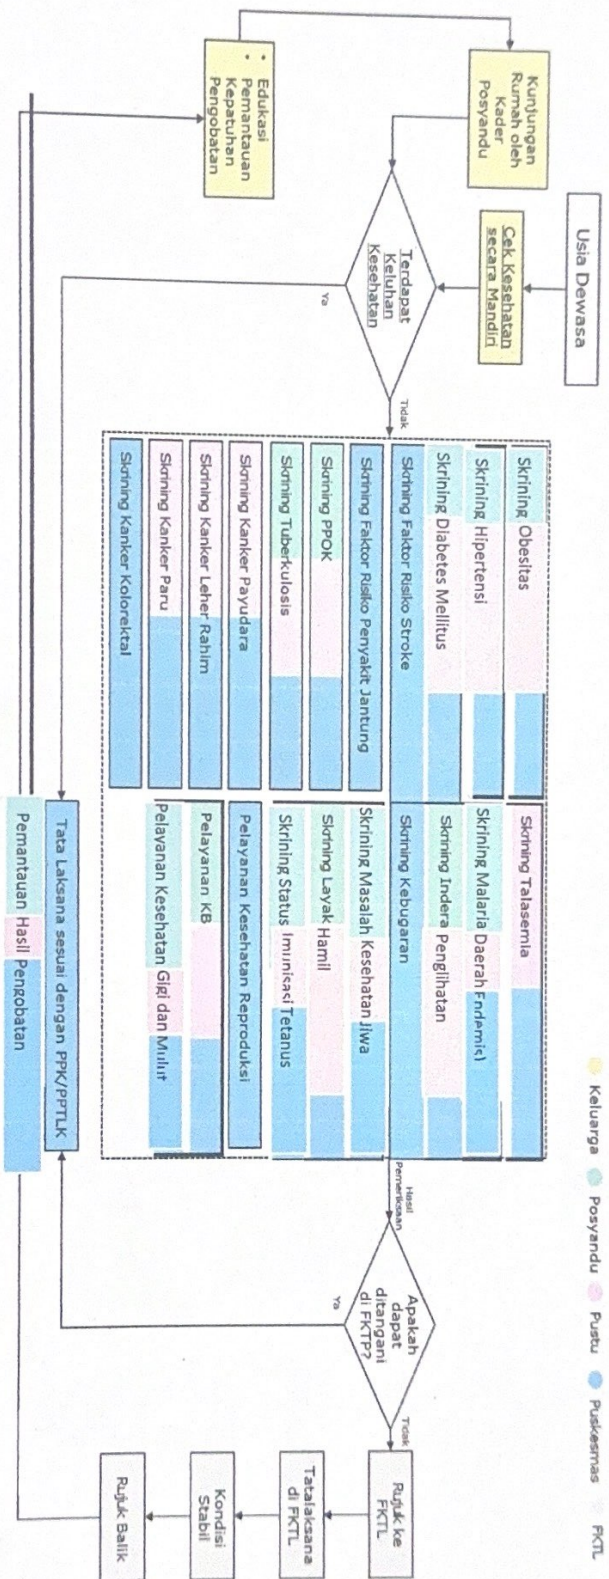 Keluarga Posyandu Pustu Puskesmas FKTL
Usia Dewasa
Cek Kesehatan
secara Mandiri
Kunjungan
Rumah oleh
Kader
Posyandu
• Edukasi
• Pemantauan
Kepatuhan
Pengobatan
Terdapat
Keluhan
Kesehatan
Ya
Tidak
Skrining Obesitas
Skrining Hipertensi
Skrining Diabetes Mellitus
Skrining Faktor Risiko Stroke
Skrining Faktor Risiko Penyakit Jantung
Skrining PPOK
Skrining Tuberkulosis
Skrining Kanker Payudara
Skrining Kanker Leher Rahim
Skrining Kanker Paru
Skrining Kanker Kolorektal
Skrining Talasemia
Skrining Malaria Daerah Endemisl
Skrining Indera Penglihatan
Skrining Kebugaran
Skrining Masalah Kesehatan Jiwa
Skrining Layak Hamil
Skrining Status Imunisasi Tetanus
Pelayanan Kesehatan Reproduksi
Pelayanan KB
Pelayanan Kesehatan Gigi dan Mulut
Tata Laksana sesuai dengan PPK/PPTLK
Pemantauan Hasil Pengobatan
Hasil
Pemeriksaan
Apakah
dapat
ditangani
di FKTP?
Ya
Tidak
Rujuk ke
FKTL
Tatalaksana
di FKTL
Kondisi
Stabil
Rujuk Balik